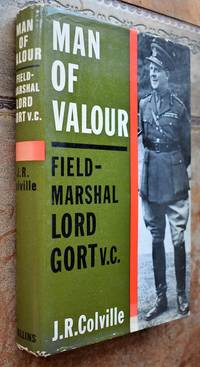 MAN
OF
VALOUR
FIELD-
MARSHAL
LORD
GORT V.C.
J.R.Colville
MAN OF
VALOUR
FIELD-
MARSHAL
LORD
GORT V.C.
J.R.
Colville
COLLINS